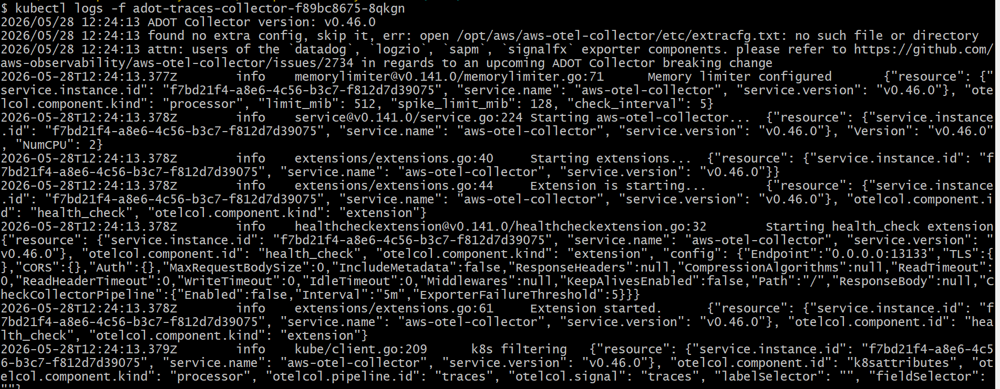 $ kubectl logs -f adot-traces-collector-f89bc8675-8qkgn
2026/05/28 12:24:13 ADOT Collector version: v0.46.0
2026/05/28 12:24:13 found no extra config, skip it, err: open /opt/aws/aws-otel-collector/etc/extracfg.txt: no such file or directory
2026/05/28 12:24:13 attn: users of the `datadog`, `logzio`, `sapm`, `signalfx` exporter components. please refer to https://github.com/
aws-observability/aws-otel-collector/issues/2734 in regards to an upcoming ADOT Collector breaking change
2026-05-28T12:24:13.377Z        info    memorylimiter@v0.141.0/memorylimiter.go:71      Memory limiter configured       {"resource": {"
service.instance.id": "f7bd21f4-a8e6-4c56-b3c7-f812d7d39075", "service.name": "aws-otel-collector", "service.version": "v0.46.0"}, "ote
lcol.component.kind": "processor", "limit_mib": 512, "spike_limit_mib": 128, "check_interval": 5}
2026-05-28T12:24:13.378Z        info    service@v0.141.0/service.go:224 Starting aws-otel-collector...  {"resource": {"service.instance
.id": "f7bd21f4-a8e6-4c56-b3c7-f812d7d39075", "service.name": "aws-otel-collector", "service.version": "v0.46.0"}, "Version": "v0.46.0"
, "NumCPU": 2}
2026-05-28T12:24:13.378Z        info    extensions/extensions.go:40     Starting extensions...  {"resource": {"service.instance.id": "f
7bd21f4-a8e6-4c56-b3c7-f812d7d39075", "service.name": "aws-otel-collector", "service.version": "v0.46.0"}}
2026-05-28T12:24:13.378Z        info    extensions/extensions.go:44     Extension is starting...        {"resource": {"service.instance
.id": "f7bd21f4-a8e6-4c56-b3c7-f812d7d39075", "service.name": "aws-otel-collector", "service.version": "v0.46.0"}, "otelcol.component.i
d": "health_check", "otelcol.component.kind": "extension"}
2026-05-28T12:24:13.378Z        info    healthcheckextension@v0.141.0/healthcheckextension.go:32        Starting health_check extension
{"resource": {"service.instance.id": "f7bd21f4-a8e6-4c56-b3c7-f812d7d39075", "service.name": "aws-otel-collector", "service.version": "
v0.46.0"}, "otelcol.component.id": "health_check", "otelcol.component.kind": "extension", "config": {"Endpoint":"0.0.0.0:13133","TLS":{
},"CORS":{},"Auth":{},"MaxRequestBodySize":0,"IncludeMetadata":false,"ResponseHeaders":null,"CompressionAlgorithms":null,"ReadTimeout":
0,"ReadHeaderTimeout":0,"WriteTimeout":0,"IdleTimeout":0,"Middlewares":null,"KeepAlivesEnabled":false,"Path":"/","ResponseBody":null,"C
heckCollectorPipeline":{"Enabled":false,"Interval":"5m","ExporterFailureThreshold":5}}}
2026-05-28T12:24:13.378Z        info    extensions/extensions.go:61     Extension started.      {"resource": {"service.instance.id": "f
7bd21f4-a8e6-4c56-b3c7-f812d7d39075", "service.name": "aws-otel-collector", "service.version": "v0.46.0"}, "otelcol.component.id": "hea
lth_check", "otelcol.component.kind": "extension"}
2026-05-28T12:24:13.379Z        info    kube/client.go:209      k8s filtering   {"resource": {"service.instance.id": "f7bd21f4-a8e6-4c5
6-b3c7-f812d7d39075", "service.name": "aws-otel-collector", "service.version": "v0.46.0"}, "otelcol.component.id": "k8sattributes", "ot
elcol.component.kind": "processor", "otelcol.pipeline.id": "traces", "otelcol.signal": "traces", "labelSelector": "", "fieldSelector":
""}